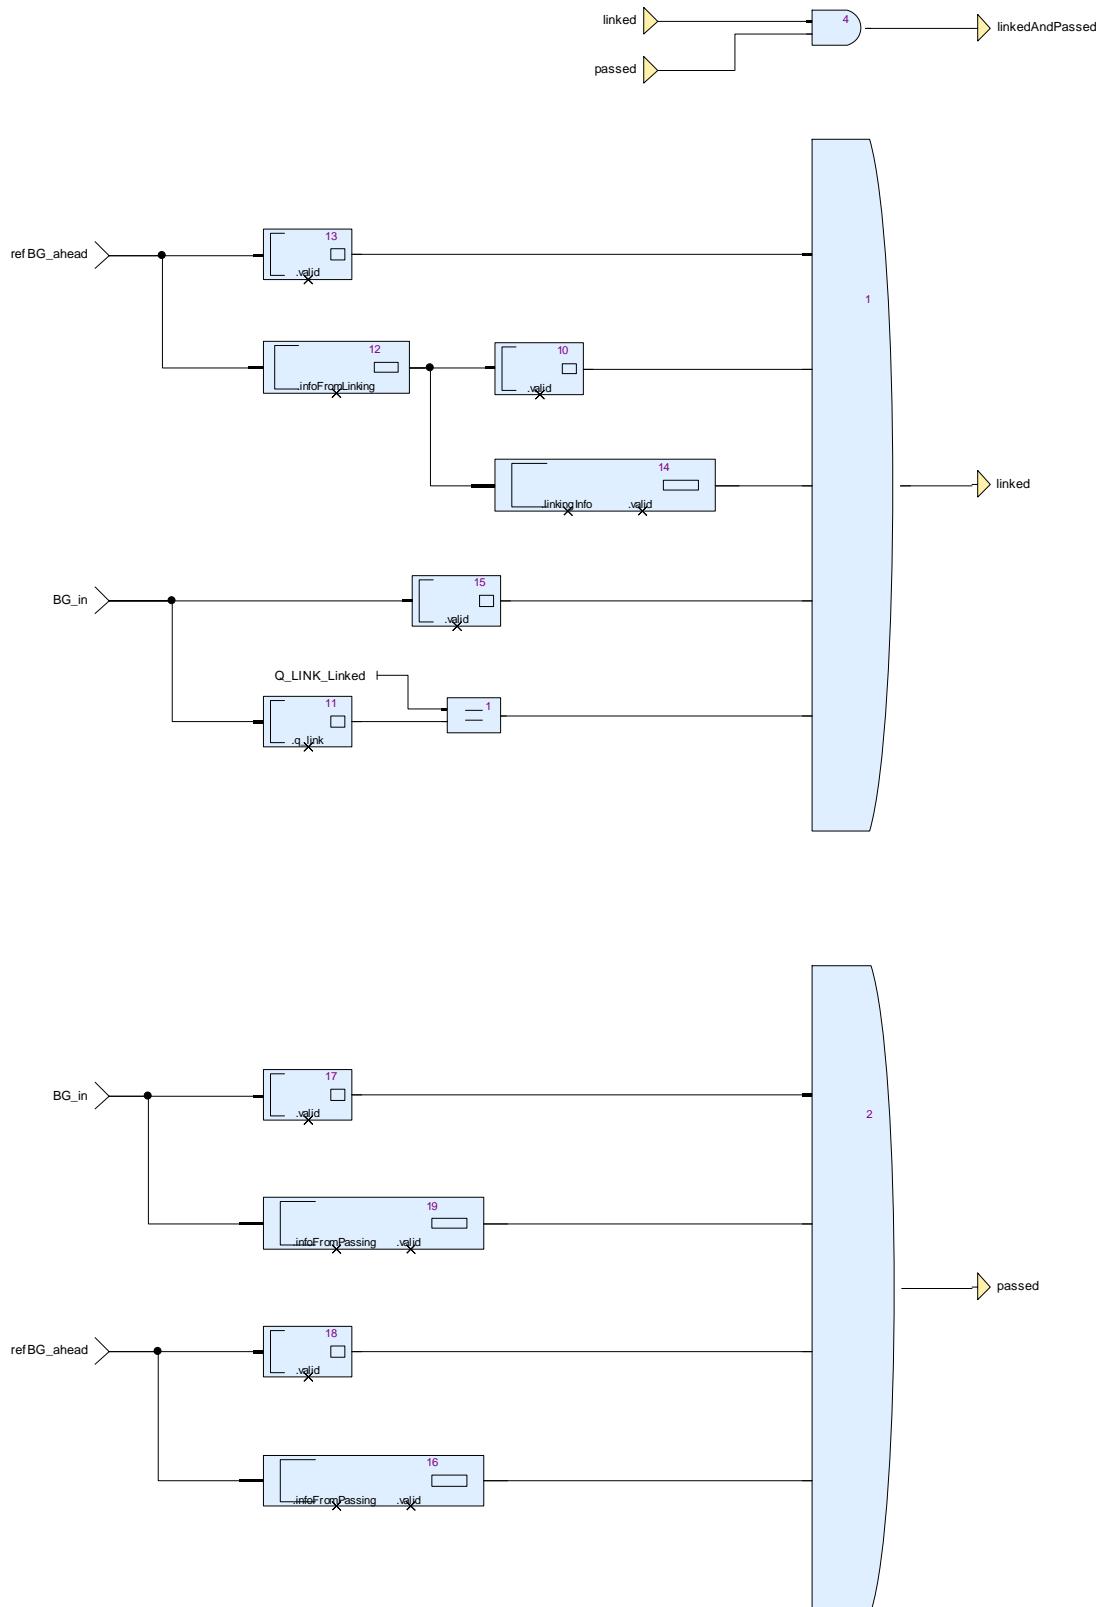 linked
4
linkedAndPassed
passed
refBG_ahead
13
.valid
1
12
.infoFromLinking
10
.valid
14
.linkingInfo .valid
linked
BG_in
15
.valid
Q_LINK_Linked
11
.q_link
1
BG_in
17
.valid
2
19
.infoFromPassing .valid
passed
refBG_ahead
18
.valid
16
.infoFromPassing .valid